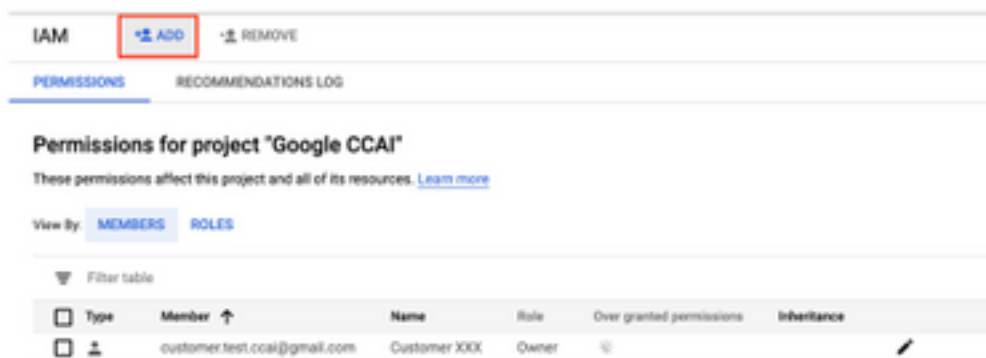 IAM ADD REMOVE
PERMISSIONS RECOMMENDATIONS LOG
Permissions for project "Google CCAI"
These permissions affect this project and all of its resources. Learn more
View By: MEMBERS ROLES
Filter table
Type Member Name Role Over granted permissions Inheritance
customer.test.ccai@gmail.com Customer XXX Owner